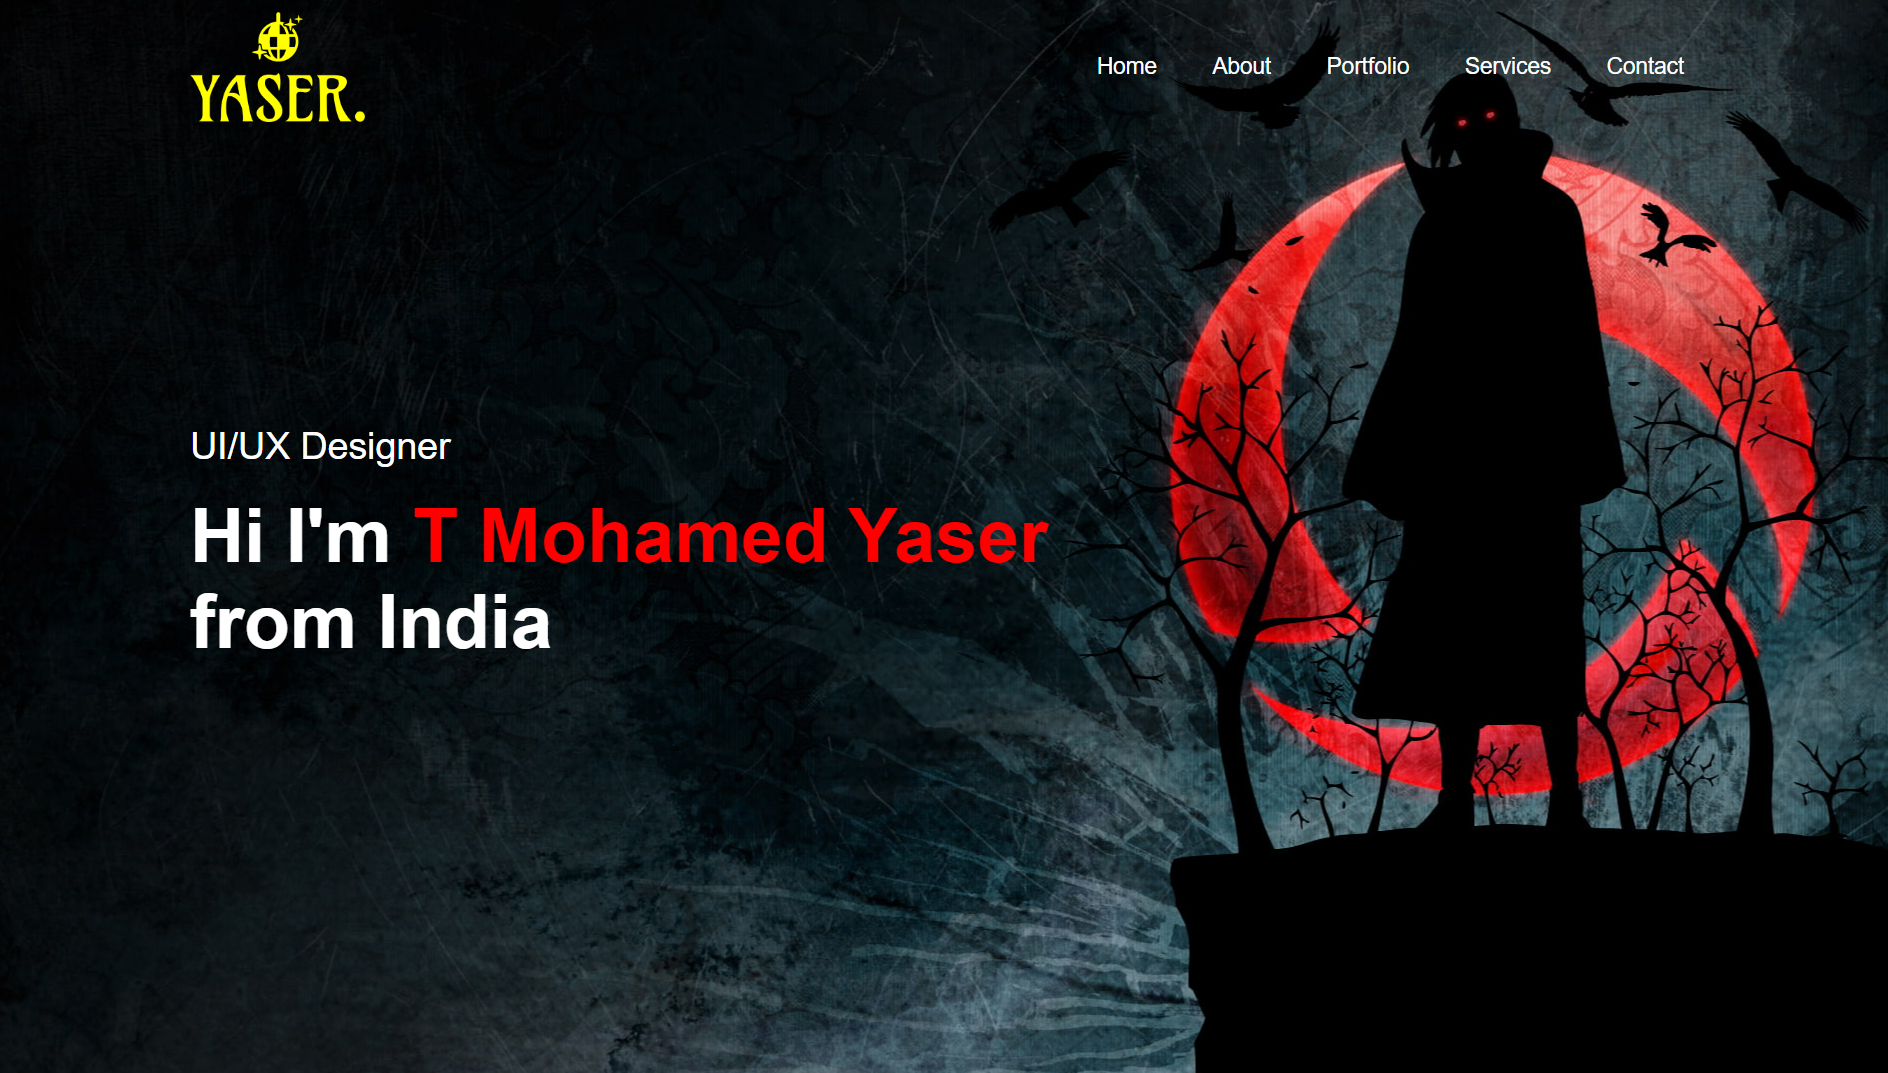 YASER.
Home About Portfolio Services Contact
UI/UX Designer
Hi I'm T Mohamed Yaser
from India